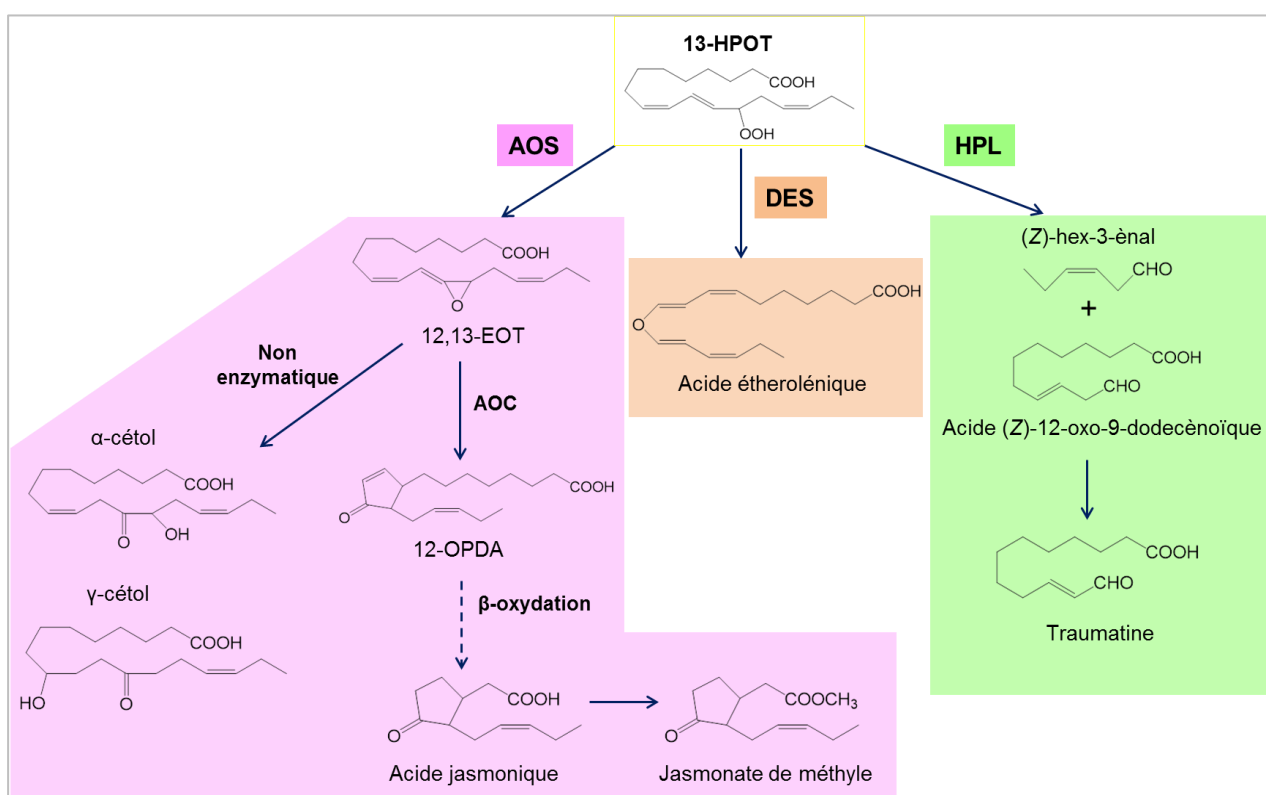 13-HPOT
COOH
OOH
AOS
DES
HPL
COOH
O
12,13-EOT
Non
enzymatique
AOC
α-cétol
COOH
O
OH
γ-cétol
COOH
HO
O
COOH
O
12-OPDA
β-oxydation
COOH
O
Acide jasmonique
COOCH₃
O
Jasmonate de méthyle
COOH
O
Acide étherolénique
(Z)-hex-3-ènal
CHO
+
COOH
CHO
Acide (Z)-12-oxo-9-dodecènoïque
COOH
CHO
Traumatine